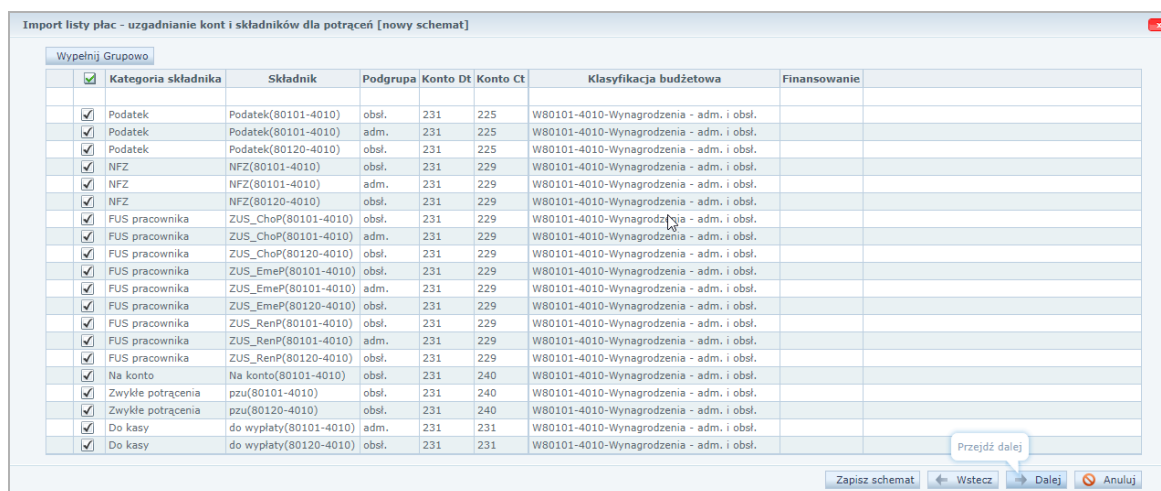 Import listy płac - uzgadnianie kont i składników dla potrąceń [nowy schemat]
Wypełnij Grupowo
Kategoria składnika Składnik Podgrupa Konto Dt Konto Ct Klasyfikacja budżetowa Finansowanie
Podatek Podatek(80101-4010) obsł. 231 225 W80101-4010-Wynagrodzenia - adm. i obsł.
Podatek Podatek(80101-4010) adm. 231 225 W80101-4010-Wynagrodzenia - adm. i obsł.
Podatek Podatek(80120-4010) obsł. 231 225 W80101-4010-Wynagrodzenia - adm. i obsł.
NFZ NFZ(80101-4010) obsł. 231 229 W80101-4010-Wynagrodzenia - adm. i obsł.
NFZ NFZ(80101-4010) adm. 231 229 W80101-4010-Wynagrodzenia - adm. i obsł.
NFZ NFZ(80120-4010) obsł. 231 229 W80101-4010-Wynagrodzenia - adm. i obsł.
FUS pracownika ZUS_ChoP(80101-4010) obsł. 231 229 W80101-4010-Wynagrodzenia - adm. i obsł.
FUS pracownika ZUS_ChoP(80101-4010) adm. 231 229 W80101-4010-Wynagrodzenia - adm. i obsł.
FUS pracownika ZUS_ChoP(80120-4010) obsł. 231 229 W80101-4010-Wynagrodzenia - adm. i obsł.
FUS pracownika ZUS_EmeP(80101-4010) obsł. 231 229 W80101-4010-Wynagrodzenia - adm. i obsł.
FUS pracownika ZUS_EmeP(80101-4010) adm. 231 229 W80101-4010-Wynagrodzenia - adm. i obsł.
FUS pracownika ZUS_EmeP(80120-4010) obsł. 231 229 W80101-4010-Wynagrodzenia - adm. i obsł.
FUS pracownika ZUS_RenP(80101-4010) obsł. 231 229 W80101-4010-Wynagrodzenia - adm. i obsł.
FUS pracownika ZUS_RenP(80101-4010) adm. 231 229 W80101-4010-Wynagrodzenia - adm. i obsł.
FUS pracownika ZUS_RenP(80120-4010) obsł. 231 229 W80101-4010-Wynagrodzenia - adm. i obsł.
Na konto Na konto(80101-4010) obsł. 231 240 W80101-4010-Wynagrodzenia - adm. i obsł.
Zwykłe potrącenia pzu(80101-4010) obsł. 231 240 W80101-4010-Wynagrodzenia - adm. i obsł.
Zwykłe potrącenia pzu(80120-4010) obsł. 231 240 W80101-4010-Wynagrodzenia - adm. i obsł.
Do kasy do wypłaty(80101-4010) adm. 231 231 W80101-4010-Wynagrodzenia - adm. i obsł.
Do kasy do wypłaty(80120-4010) obsł. 231 231 W80101-4010-Wynagrodzenia - adm. i obsł.
Przejdź dalej
Zapisz schemat Wstecz Dalej Anuluj